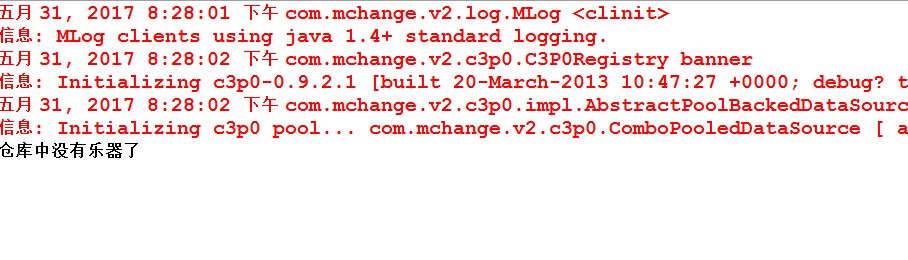 五月 31, 2017 8:28:01 下午 com.mchange.v2.log.MLog <clinit>
信息: MLog clients using java 1.4+ standard logging.
五月 31, 2017 8:28:02 下午 com.mchange.v2.c3p0.C3P0Registry banner
信息: Initializing c3p0-0.9.2.1 [built 20-March-2013 10:47:27 +0000; debug? t
五月 31, 2017 8:28:02 下午 com.mchange.v2.c3p0.impl.AbstractPoolBackedDataSourc
信息: Initializing c3p0 pool... com.mchange.v2.c3p0.ComboPooledDataSource [ a
仓库中没有乐器了